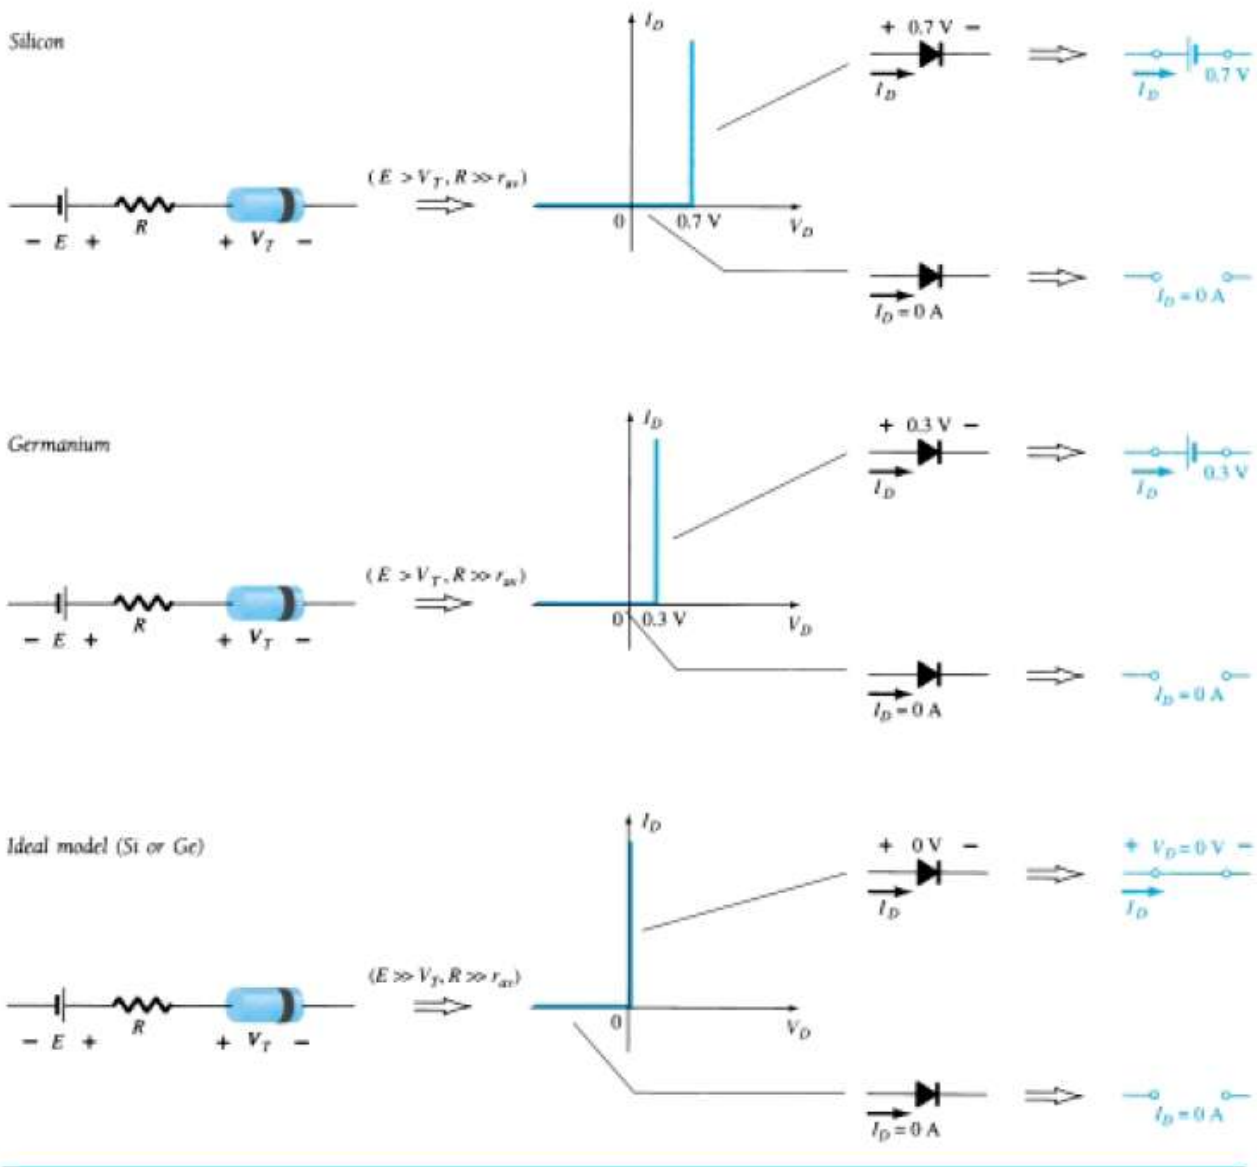 Silicon
I_D
+ 0.7 V −
I_D
0.7 V
I_D
(E > V_T, R >> r_av)
− E +
R
+ V_T −
0
0.7 V
V_D
I_D = 0 A
I_D = 0 A
Germanium
I_D
+ 0.3 V −
I_D
0.3 V
I_D
(E > V_T, R >> r_av)
− E +
R
+ V_T −
0
0.3 V
V_D
I_D = 0 A
I_D = 0 A
Ideal model (Si or Ge)
I_D
+ 0 V −
I_D
+ V_D = 0 V −
I_D
(E >> V_T, R >> r_av)
− E +
R
+ V_T −
0
V_D
I_D = 0 A
I_D = 0 A